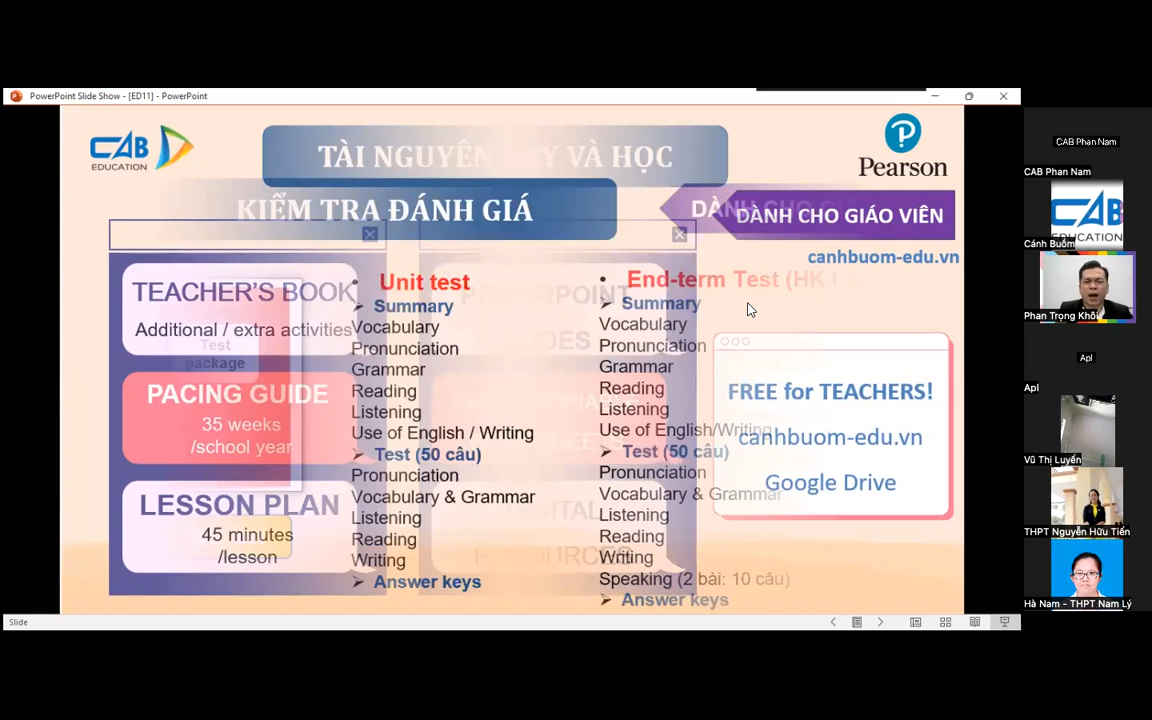 PowerPoint Slide Show - [ED11] - PowerPoint
CAB
EDUCATION
TÀI NGUYÊN DẠY VÀ HỌC
Pearson
KIỂM TRA ĐÁNH GIÁ
DÀNH CHO GIÁO VIÊN
canhbuom-edu.vn
TEACHER'S BOOK
Additional / extra activities
Test
package
PACING GUIDE
35 weeks
/school year
LESSON PLAN
45 minutes
/lesson
• Unit test
➢ Summary
Vocabulary
Pronunciation
Grammar
Reading
Listening
Use of English / Writing
➢ Test (50 câu)
Pronunciation
Vocabulary & Grammar
Listening
Reading
Writing
➢ Answer keys
POWERPOINT
SLIDES
DIGITAL
RESOURCES
• End-term Test (HK I)
➢ Summary
Vocabulary
Pronunciation
Grammar
Reading
Listening
Use of English/Writing
➢ Test (50 câu)
Pronunciation
Vocabulary & Grammar
Listening
Reading
Writing
Speaking (2 bài: 10 câu)
➢ Answer keys
FREE for TEACHERS!
canhbuom-edu.vn
Google Drive
Slide
CAB Phan Nam
CAB Phan Nam
CAB
EDUCATION
Cánh Buồm
Phan Trọng Khôi
Apl
Apl
Vũ Thị Luyến
THPT Nguyễn Hữu Tiến
Hà Nam - THPT Nam Lý